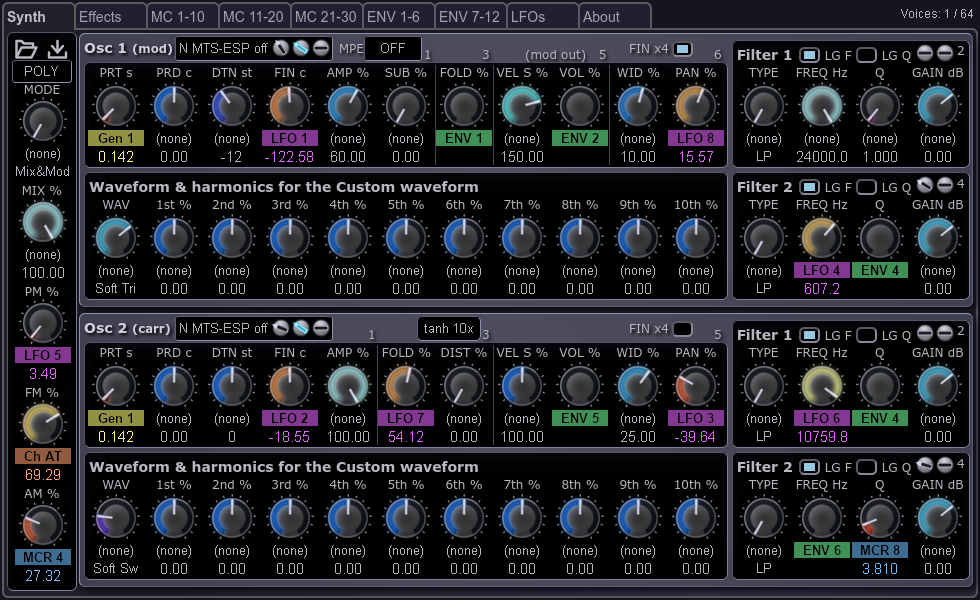 Synth Effects MC 1-10 MC 11-20 MC 21-30 ENV 1-6 ENV 7-12 LFOs About Voices: 1 / 64
POLY
MODE
(none)
Mix&Mod
MIX %
(none)
100.00
PM %
LFO 5
3.49
FM %
Ch AT
69.29
AM %
MCR 4
27.32
Osc 1 (mod) N MTS-ESP off MPE OFF 1 3 (mod out) 5 FIN x4 6
PRT s PRD c DTN st FIN c AMP % SUB % FOLD % VEL S % VOL % WID % PAN %
Gen 1 (none) (none) LFO 1 (none) (none) ENV 1 (none) ENV 2 (none) LFO 8
0.142 0.00 -12 -122.58 60.00 0.00 150.00 10.00 15.57
Filter 1 LG F LG Q 2
TYPE FREQ Hz Q GAIN dB
(none) (none) (none) (none)
LP 24000.0 1.000 0.00
Waveform & harmonics for the Custom waveform
WAV 1st % 2nd % 3rd % 4th % 5th % 6th % 7th % 8th % 9th % 10th %
(none) (none) (none) (none) (none) (none) (none) (none) (none) (none) (none)
Soft Tri 0.00 0.00 0.00 0.00 0.00 0.00 0.00 0.00 0.00 0.00
Filter 2 LG F LG Q 4
TYPE FREQ Hz Q GAIN dB
(none) LFO 4 ENV 4 (none)
LP 607.2 0.00
Osc 2 (carr) N MTS-ESP off 1 tanh 10x 3 FIN x4 5
PRT s PRD c DTN st FIN c AMP % FOLD % DIST % VEL S % VOL % WID % PAN %
Gen 1 (none) (none) LFO 2 (none) LFO 7 (none) (none) ENV 5 (none) LFO 3
0.142 0.00 0 -18.55 100.00 54.12 0.00 100.00 25.00 -39.64
Filter 1 LG F LG Q 2
TYPE FREQ Hz Q GAIN dB
(none) LFO 6 ENV 4 (none)
LP 10759.8 0.00
Waveform & harmonics for the Custom waveform
WAV 1st % 2nd % 3rd % 4th % 5th % 6th % 7th % 8th % 9th % 10th %
(none) (none) (none) (none) (none) (none) (none) (none) (none) (none) (none)
Soft Sw 0.00 0.00 0.00 0.00 0.00 0.00 0.00 0.00 0.00 0.00
Filter 2 LG F LG Q 4
TYPE FREQ Hz Q GAIN dB
(none) ENV 6 MCR 8 (none)
LP 3.810 0.00